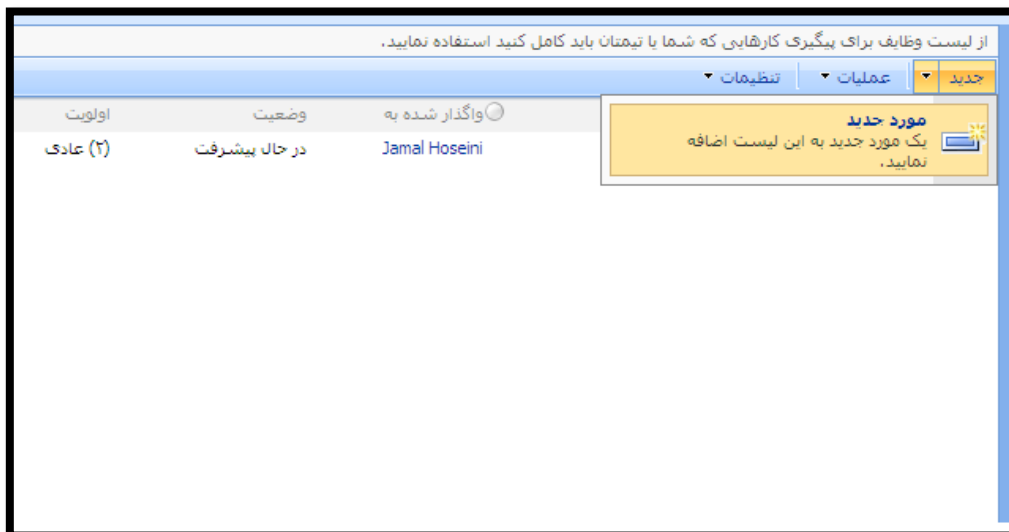 از لیست وظایف برای پیگیری کارهایی که شما یا تیمتان باید کامل کنید استفاده نمایید.
جدید عملیات تنظیمات
مورد جدید
یک مورد جدید به این لیست اضافه
نمایید.
واگذار شده به وضعیت اولویت
Jamal Hoseini در حال پیشرفت (۲) عادی